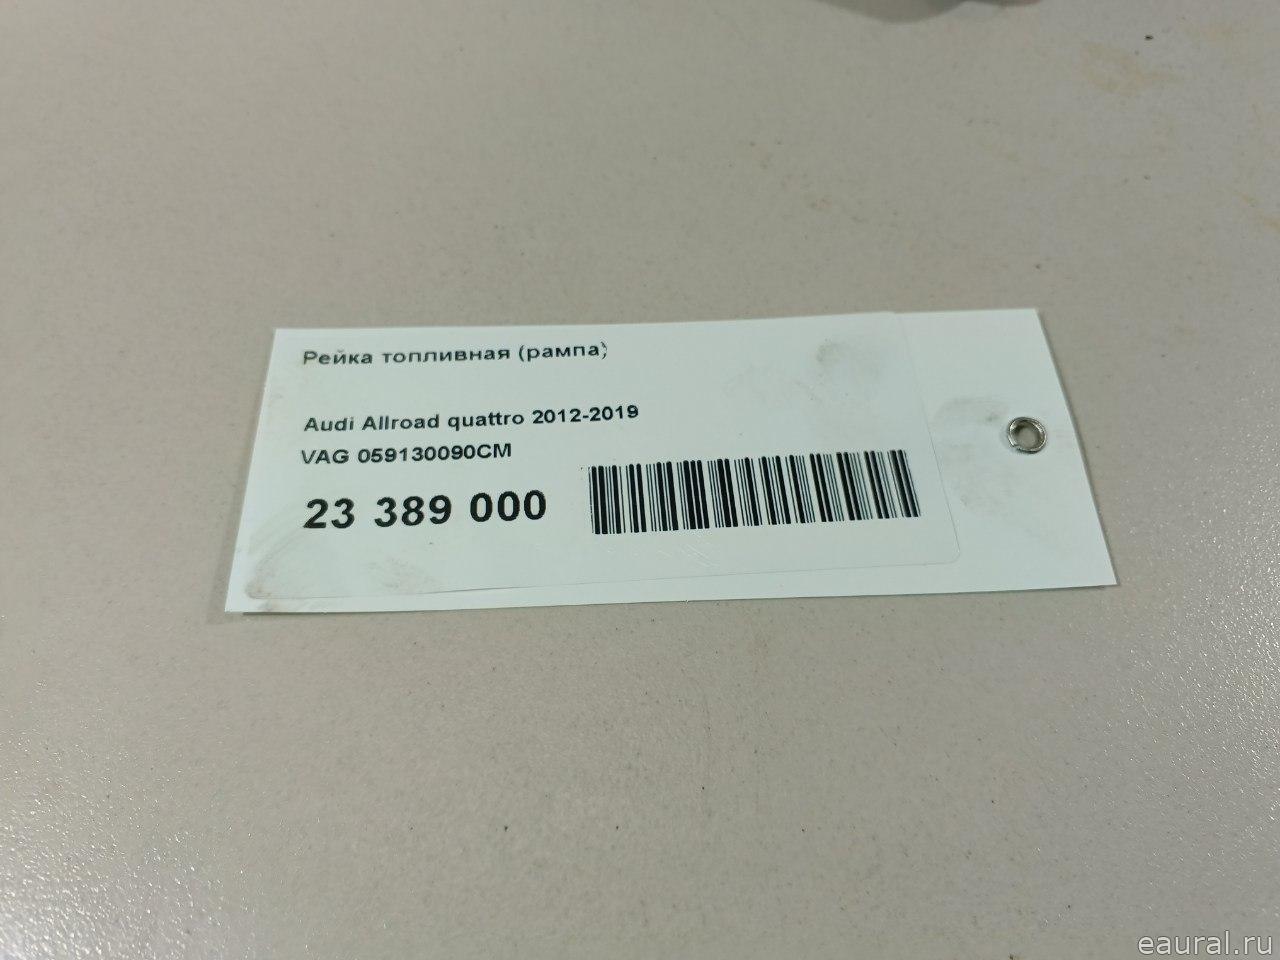 Рейка топливная (рампа)
Audi Allroad quattro 2012-2019
VAG 059130090CM
23 389 000
eaural.ru